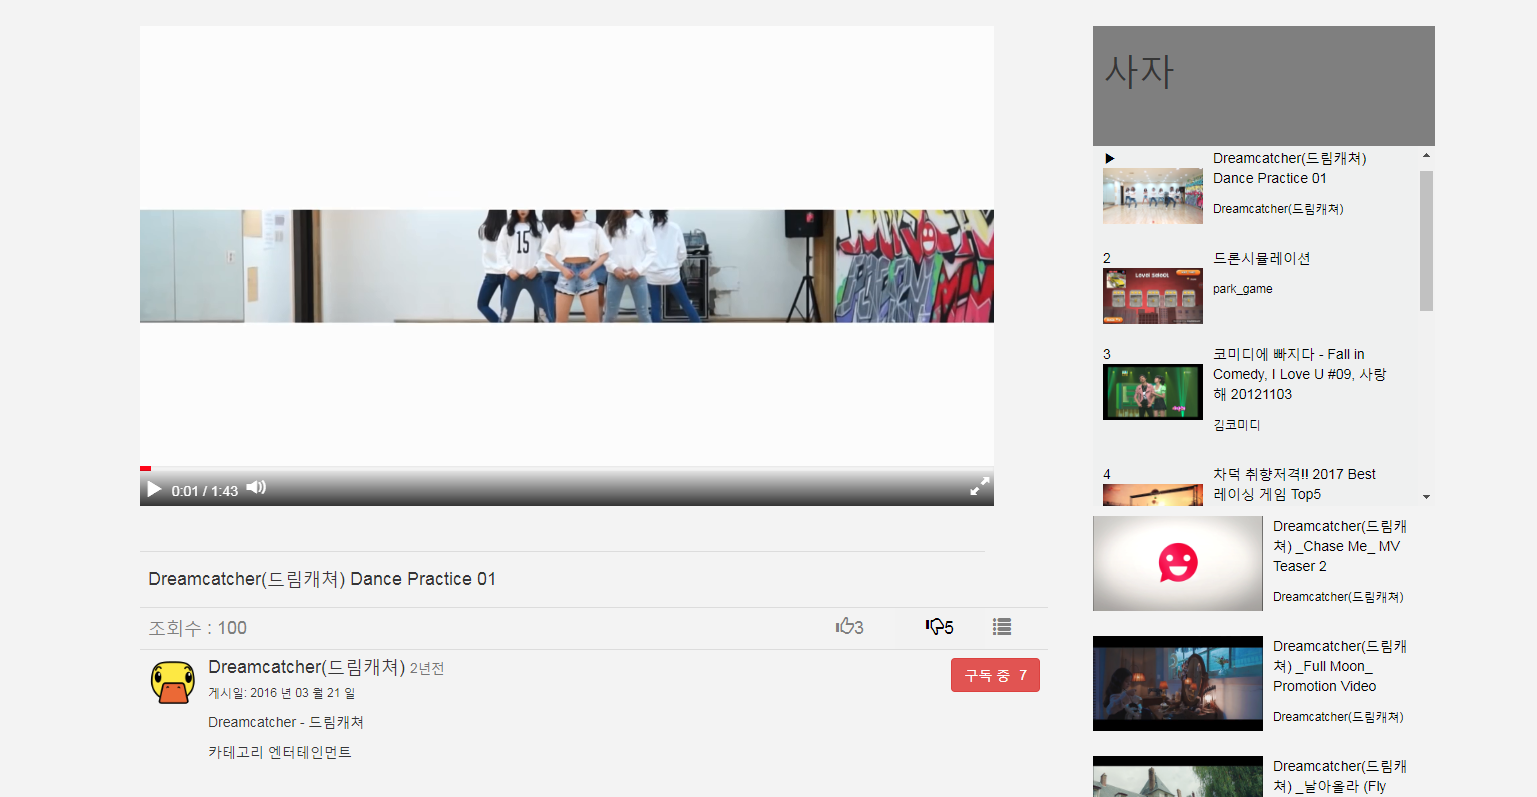 15
0:01 / 1:43
Dreamcatcher(드림캐쳐) Dance Practice 01
조회수 : 100
3
5
Dreamcatcher(드림캐쳐) 2년전
게시일: 2016 년 03 월 21 일
Dreamcatcher - 드림캐쳐
카테고리 엔터테인먼트
구독 중 7
사자
Dreamcatcher(드림캐쳐)
Dance Practice 01
Dreamcatcher(드림캐쳐)
2
드론시뮬레이션
park_game
3
코미디에 빠지다 - Fall in
Comedy, I Love U #09, 사랑
해 20121103
김코미디
4
차덕 취향저격!! 2017 Best
레이싱 게임 Top5
Dreamcatcher(드림캐
쳐) _Chase Me_ MV
Teaser 2
Dreamcatcher(드림캐쳐)
Dreamcatcher(드림캐
쳐) _Full Moon_
Promotion Video
Dreamcatcher(드림캐쳐)
Dreamcatcher(드림캐
쳐) _날아올라 (Fly